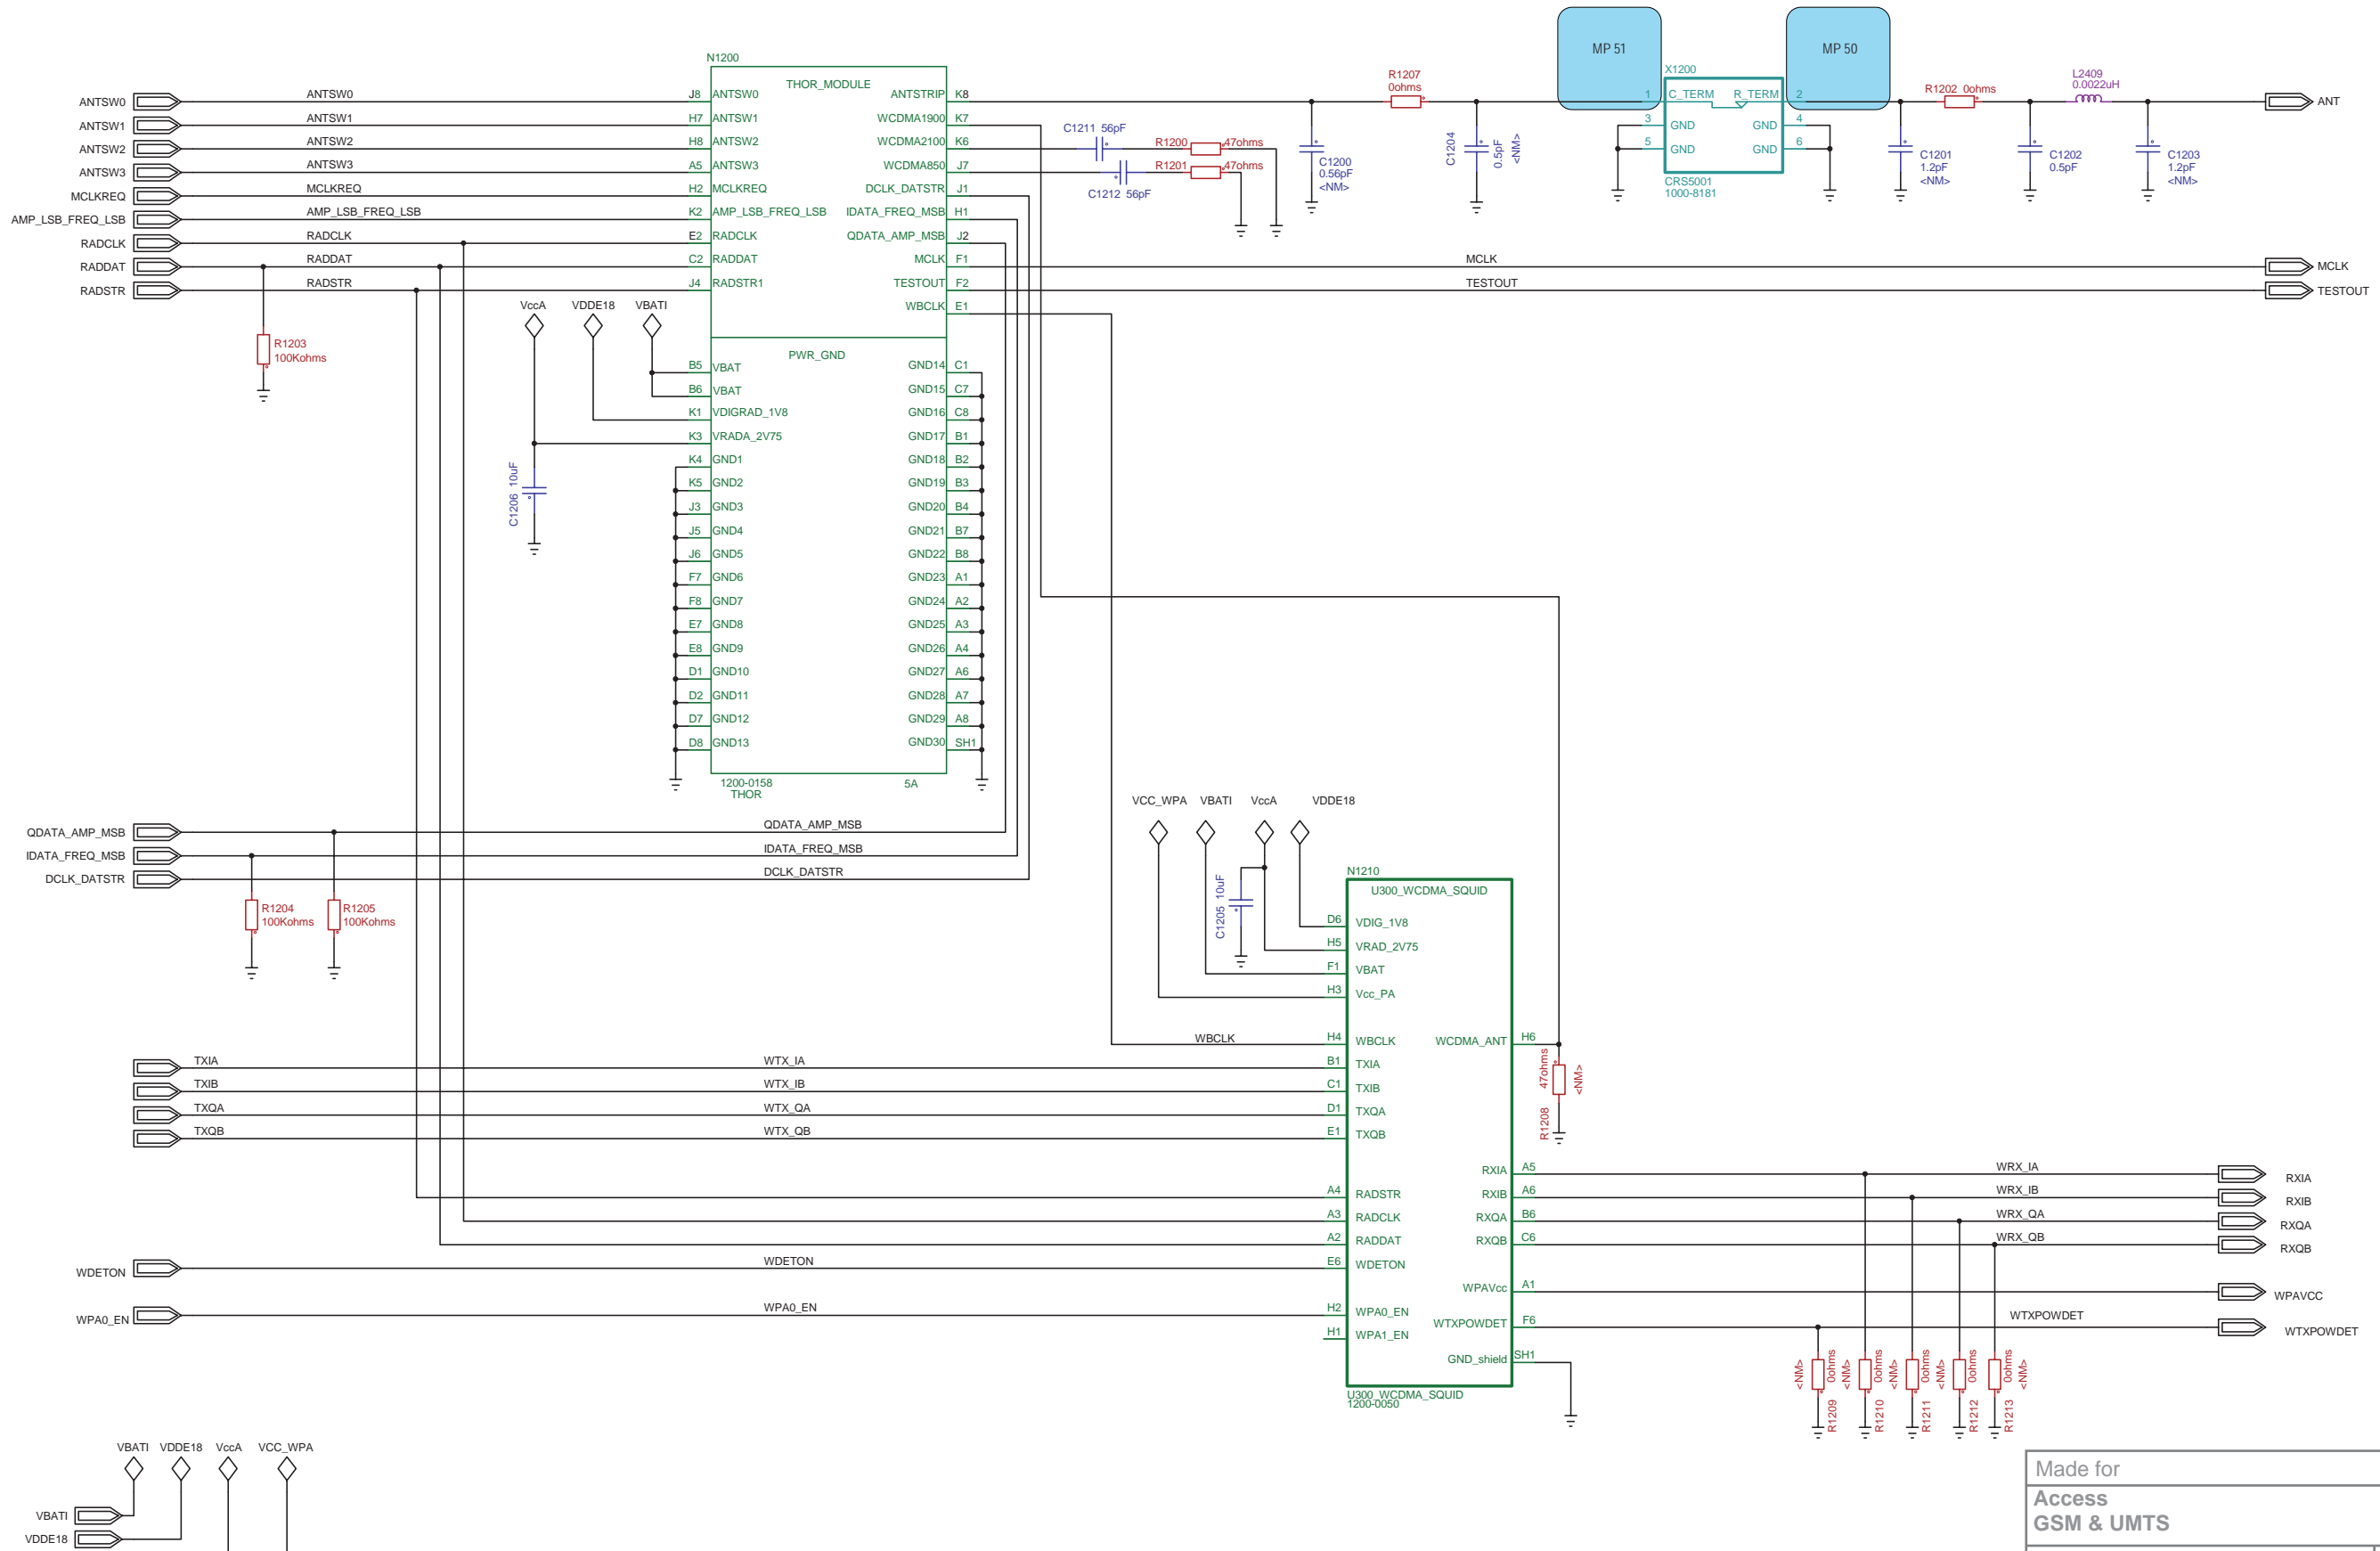 MP 51
MP 50
N1200
THOR_MODULE
ANTSW0 ANTSW0 J8 ANTSW0 ANTSTRIP K8
ANTSW1 ANTSW1 H7 ANTSW1 WCDMA1900 K7
ANTSW2 ANTSW2 H8 ANTSW2 WCDMA2100 K6
ANTSW3 ANTSW3 A5 ANTSW3 WCDMA850 J7
MCLKREQ MCLKREQ H2 MCLKREQ DCLK_DATSTR J1
AMP_LSB_FREQ_LSB AMP_LSB_FREQ_LSB K2 AMP_LSB_FREQ_LSB IDATA_FREQ_MSB H1
RADCLK RADCLK E2 RADCLK QDATA_AMP_MSB J2
RADDAT RADDAT C2 RADDAT MCLK F1 MCLK MCLK
RADSTR RADSTR J4 RADSTR1 TESTOUT F2 TESTOUT TESTOUT
WBCLK E1
C1211 56pF
R1200 47ohms
R1201 47ohms
C1212 56pF
R1207
0ohms
C1200
0.56pF
<NM>
C1204
0.5pF
<NM>
X1200
1 C_TERM R_TERM 2
3 GND GND 4
5 GND GND 6
CRS5001
1000-8181
R1202 0ohms
L2409
0.0022uH
ANT
C1201
1.2pF
<NM>
C1202
0.5pF
C1203
1.2pF
<NM>
R1203
100Kohms
VccA VDDE18 VBATI
PWR_GND
B5 VBAT GND14 C1
B6 VBAT GND15 C7
K1 VDIGRAD_1V8 GND16 C8
K3 VRADA_2V75 GND17 B1
K4 GND1 GND18 B2
K5 GND2 GND19 B3
J3 GND3 GND20 B4
J5 GND4 GND21 B7
J6 GND5 GND22 B8
F7 GND6 GND23 A1
F8 GND7 GND24 A2
E7 GND8 GND25 A3
E8 GND9 GND26 A4
D1 GND10 GND27 A6
D2 GND11 GND28 A7
D7 GND12 GND29 A8
D8 GND13 GND30 SH1
C1206 10uF
1200-0158 5A
THOR
QDATA_AMP_MSB QDATA_AMP_MSB
IDATA_FREQ_MSB IDATA_FREQ_MSB
DCLK_DATSTR DCLK_DATSTR
R1204
100Kohms
R1205
100Kohms
VCC_WPA VBATI VccA VDDE18
C1205 10uF
N1210
U300_WCDMA_SQUID
D6 VDIG_1V8
H5 VRAD_2V75
F1 VBAT
H3 Vcc_PA
WBCLK H4 WBCLK WCDMA_ANT H6
TXIA WTX_IA B1 TXIA
TXIB WTX_IB C1 TXIB
TXQA WTX_QA D1 TXQA
TXQB WTX_QB E1 TXQB
R1208
47ohms
<NM>
RXIA A5 WRX_IA RXIA
A4 RADSTR RXIB A6 WRX_IB RXIB
A3 RADCLK RXQA B6 WRX_QA RXQA
A2 RADDAT RXQB C6 WRX_QB RXQB
WDETON WDETON E6 WDETON
WPAVcc A1 WPAVCC
WPA0_EN WPA0_EN H2 WPA0_EN
WTXPOWDET F6 WTXPOWDET WTXPOWDET
H1 WPA1_EN
GND_shield SH1
U300_WCDMA_SQUID
1200-0050
<NM> R1209 0ohms
<NM> R1210 0ohms
<NM> R1211 0ohms
<NM> R1212 0ohms
R1213 <NM>
VBATI VDDE18 VccA VCC_WPA
VBATI
VDDE18
Made for
Access
GSM & UMTS